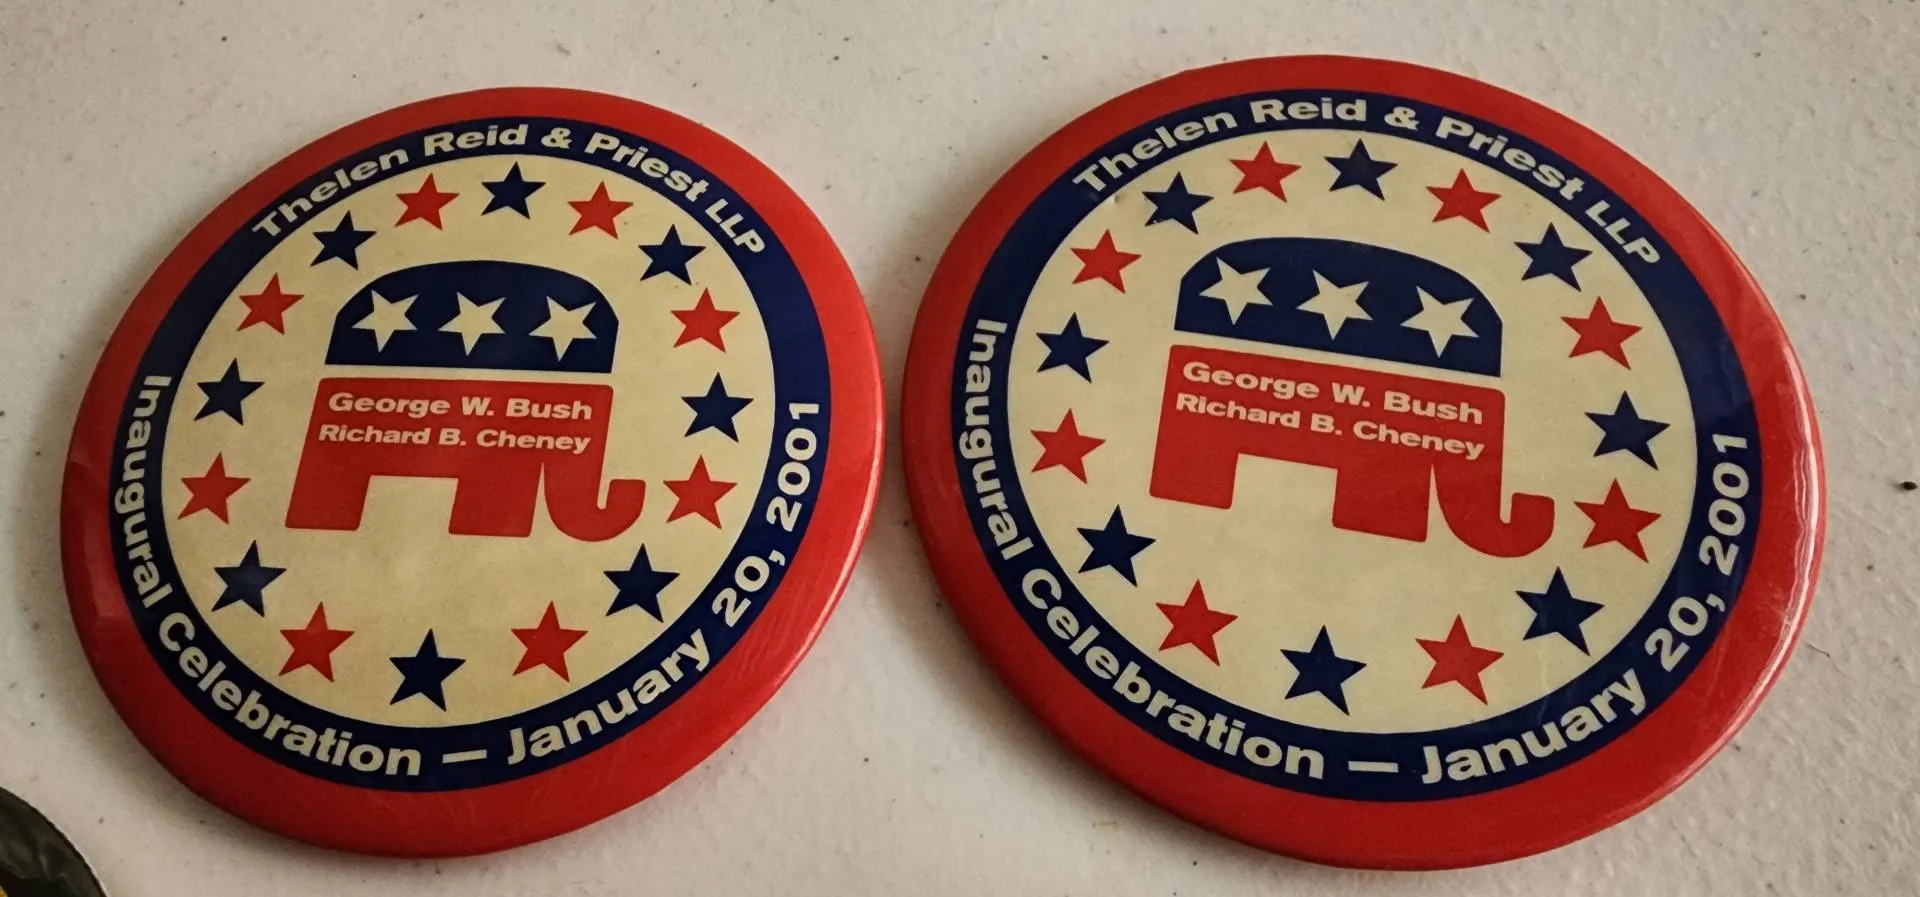 Thelen Reid & Priest LLP
George W. Bush
Richard B. Cheney
Inaugural Celebration — January 20, 2001
Thelen Reid & Priest LLP
George W. Bush
Richard B. Cheney
Inaugural Celebration — January 20, 2001